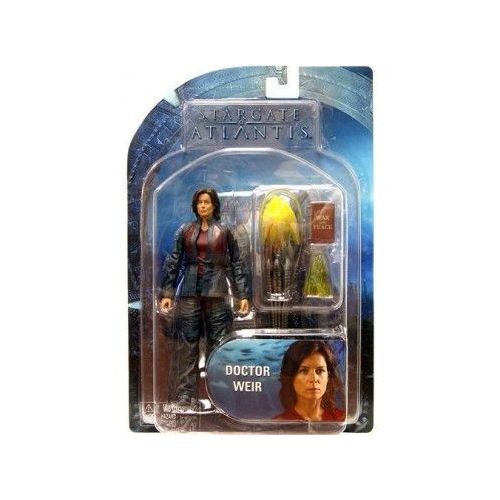 STARGATE
ATLANTIS
WAR
AND
PEACE
DOCTOR
WEIR